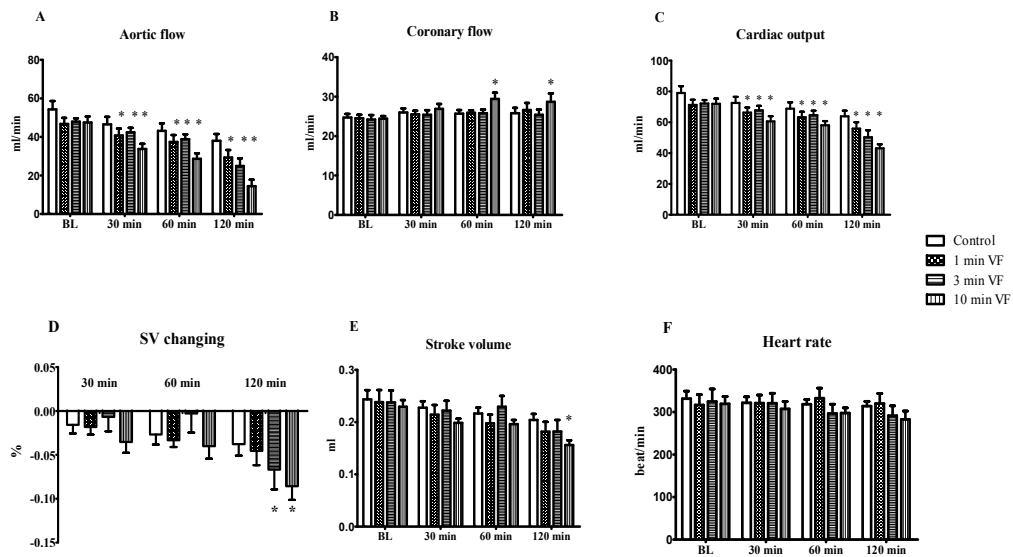 A
Aortic flow
60
40
20
0
ml/min
* * *
* * *
* * *
BL 30 min 60 min 120 min
B
Coronary flow
40
30
20
10
0
ml/min
*
*
BL 30 min 60 min 120 min
C
Cardiac output
100
80
60
40
20
0
ml/min
* * *
* * *
* * *
BL 30 min 60 min 120 min
Control
1 min VF
3 min VF
10 min VF
D
SV changing
0.05
0.00
-0.05
-0.10
-0.15
%
30 min 60 min 120 min
* *
E
Stroke volume
0.3
0.2
0.1
0.0
ml
*
BL 30 min 60 min 120 min
F
Heart rate
400
300
200
100
0
beat/min
BL 30 min 60 min 120 min